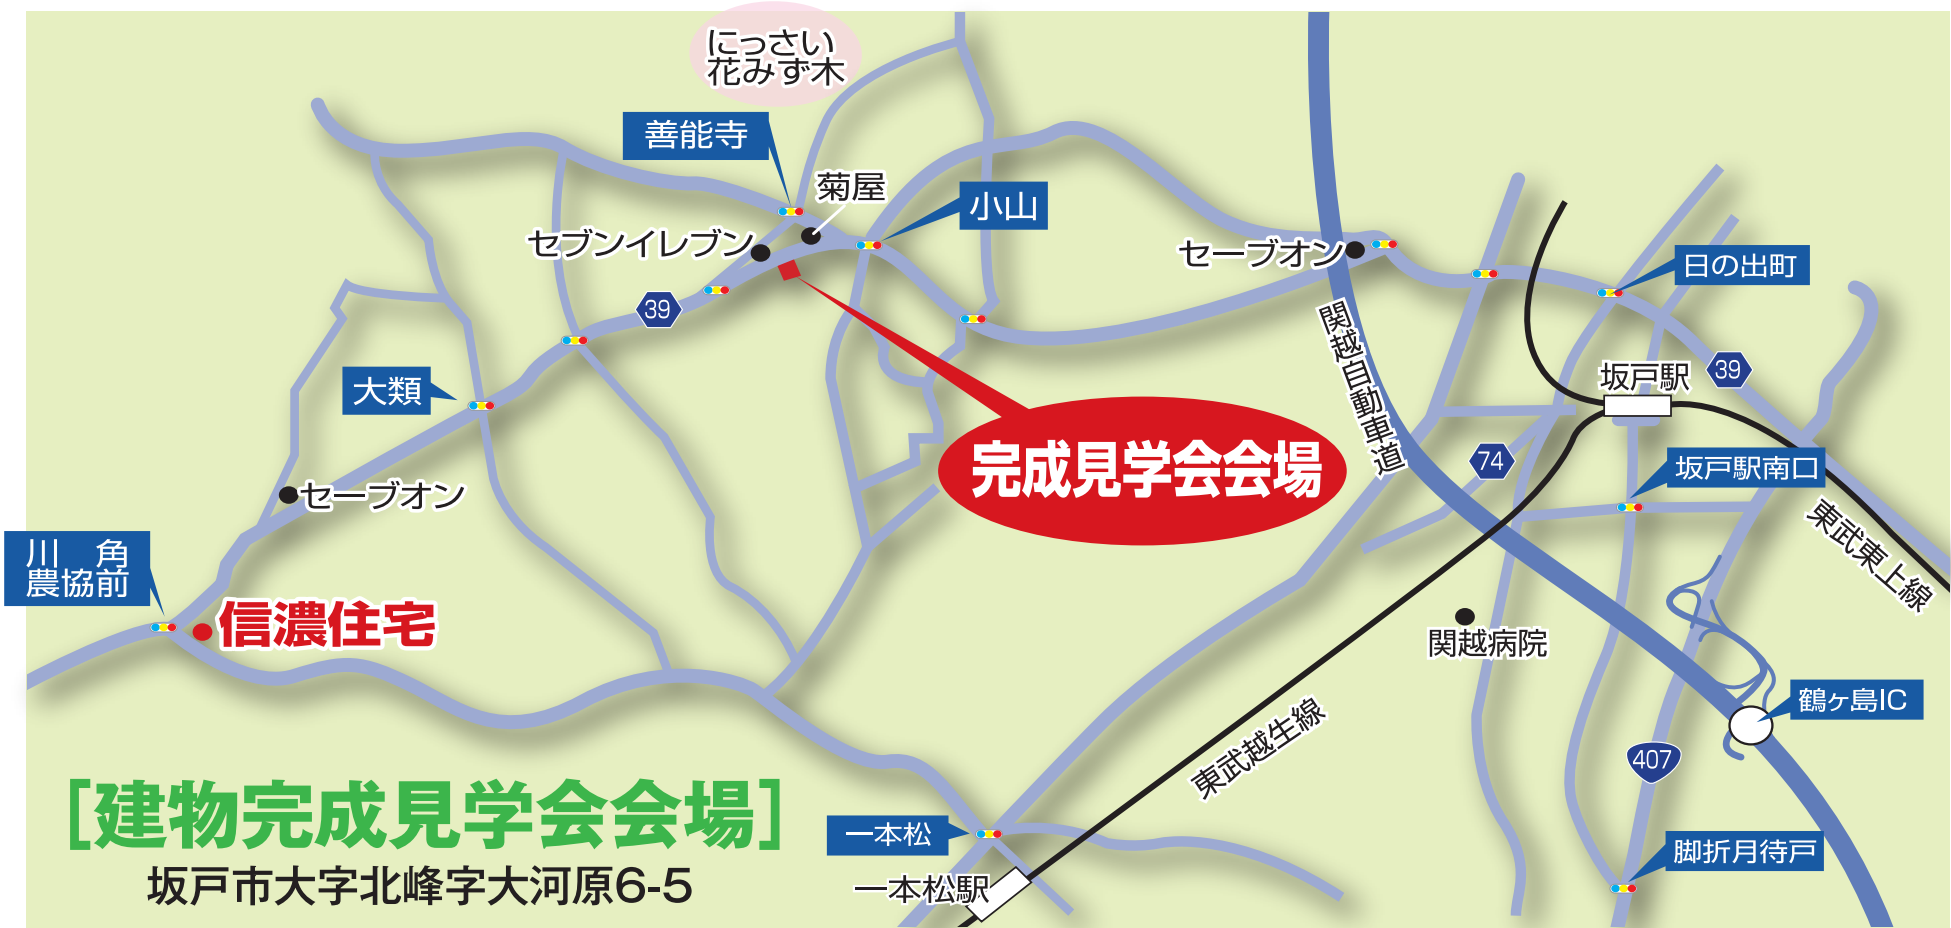 にっさい
花みず木
善能寺
菊屋
小山
セブンイレブン
セーブオン
日の出町
39
関越自動車道
大類
坂戸駅
39
完成見学会会場
74
坂戸駅南口
セーブオン
東武東上線
川　角
農協前
信濃住宅
関越病院
鶴ヶ島IC
東武越生線
407
[建物完成見学会会場]
一本松
脚折月待戸
坂戸市大字北峰字大河原6-5
一本松駅